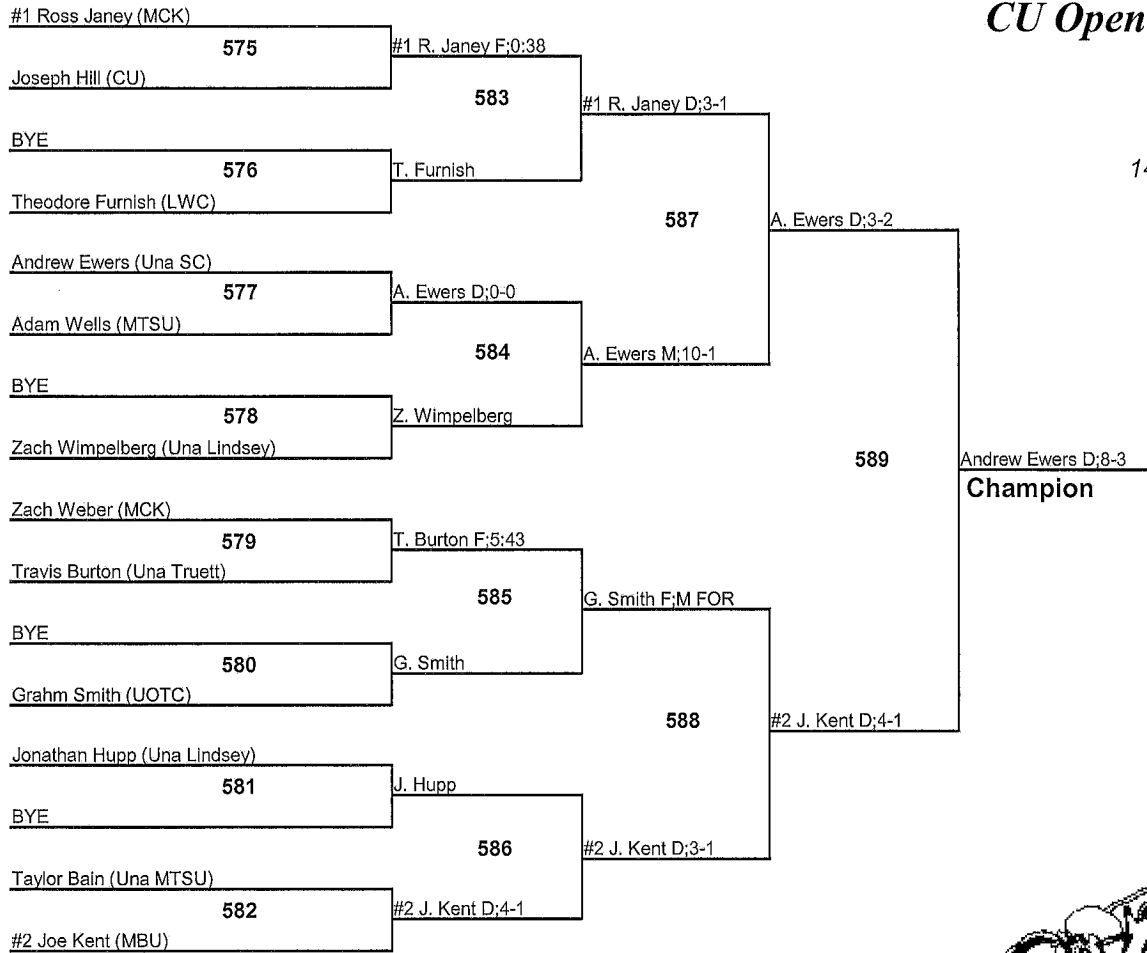 CU Open
#1 Ross Janey (MCK)
575
Joseph Hill (CU)
#1 R. Janey F;0:38
583
#1 R. Janey D;3-1
BYE
576
Theodore Furnish (LWC)
T. Furnish
14
587
A. Ewers D;3-2
Andrew Ewers (Una SC)
577
Adam Wells (MTSU)
A. Ewers D;0-0
584
A. Ewers M;10-1
BYE
578
Zach Wimpelberg (Una Lindsey)
Z. Wimpelberg
589
Andrew Ewers D;8-3
Champion
Zach Weber (MCK)
579
Travis Burton (Una Truett)
T. Burton F;5:43
585
G. Smith F;M FOR
BYE
580
Grahm Smith (UOTC)
G. Smith
588
#2 J. Kent D;4-1
Jonathan Hupp (Una Lindsey)
581
BYE
J. Hupp
586
#2 J. Kent D;3-1
Taylor Bain (Una MTSU)
582
#2 Joe Kent (MBU)
#2 J. Kent D;4-1